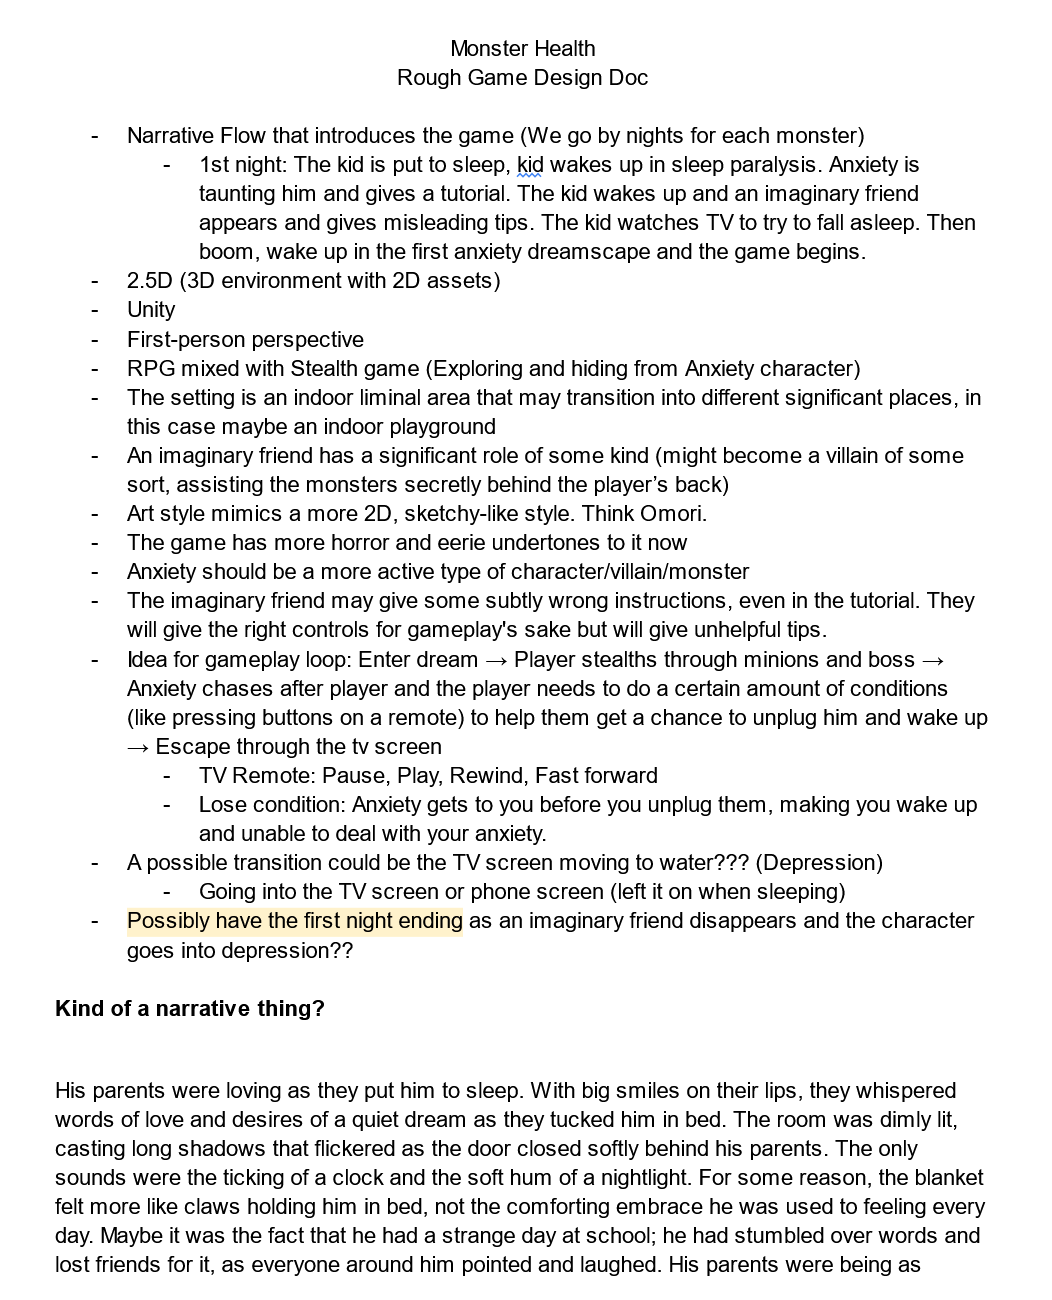 Monster Health
Rough Game Design Doc
- Narrative Flow that introduces the game (We go by nights for each monster)
- 1st night: The kid is put to sleep, kid wakes up in sleep paralysis. Anxiety is
taunting him and gives a tutorial. The kid wakes up and an imaginary friend
appears and gives misleading tips. The kid watches TV to try to fall asleep. Then
boom, wake up in the first anxiety dreamscape and the game begins.
- 2.5D (3D environment with 2D assets)
- Unity
- First-person perspective
- RPG mixed with Stealth game (Exploring and hiding from Anxiety character)
- The setting is an indoor liminal area that may transition into different significant places, in
this case maybe an indoor playground
- An imaginary friend has a significant role of some kind (might become a villain of some
sort, assisting the monsters secretly behind the player’s back)
- Art style mimics a more 2D, sketchy-like style. Think Omori.
- The game has more horror and eerie undertones to it now
- Anxiety should be a more active type of character/villain/monster
- The imaginary friend may give some subtly wrong instructions, even in the tutorial. They
will give the right controls for gameplay's sake but will give unhelpful tips.
- Idea for gameplay loop: Enter dream → Player stealths through minions and boss →
Anxiety chases after player and the player needs to do a certain amount of conditions
(like pressing buttons on a remote) to help them get a chance to unplug him and wake up
→ Escape through the tv screen
- TV Remote: Pause, Play, Rewind, Fast forward
- Lose condition: Anxiety gets to you before you unplug them, making you wake up
and unable to deal with your anxiety.
- A possible transition could be the TV screen moving to water??? (Depression)
- Going into the TV screen or phone screen (left it on when sleeping)
- Possibly have the first night ending as an imaginary friend disappears and the character
goes into depression??
Kind of a narrative thing?
His parents were loving as they put him to sleep. With big smiles on their lips, they whispered
words of love and desires of a quiet dream as they tucked him in bed. The room was dimly lit,
casting long shadows that flickered as the door closed softly behind his parents. The only
sounds were the ticking of a clock and the soft hum of a nightlight. For some reason, the blanket
felt more like claws holding him in bed, not the comforting embrace he was used to feeling every
day. Maybe it was the fact that he had a strange day at school; he had stumbled over words and
lost friends for it, as everyone around him pointed and laughed. His parents were being as